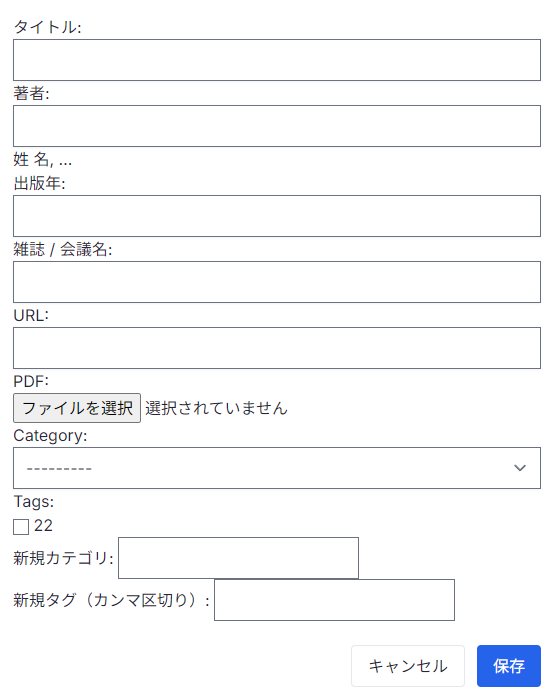 タイトル:
著者:
姓 名, ...
出版年:
雑誌 / 会議名:
URL:
PDF:
ファイルを選択 選択されていません
Category:
---------
Tags:
22
新規カテゴリ:
新規タグ（カンマ区切り）:
キャンセル 保存